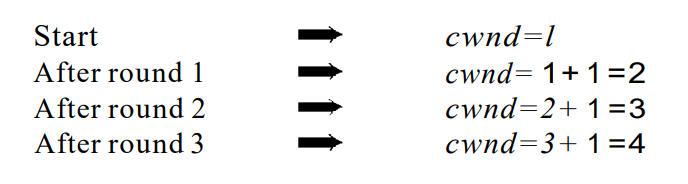 Start ➡ cwnd=l
After round 1 ➡ cwnd= 1+ 1 =2
After round 2 ➡ cwnd=2+ 1 =3
After round 3 ➡ cwnd=3+ 1 =4